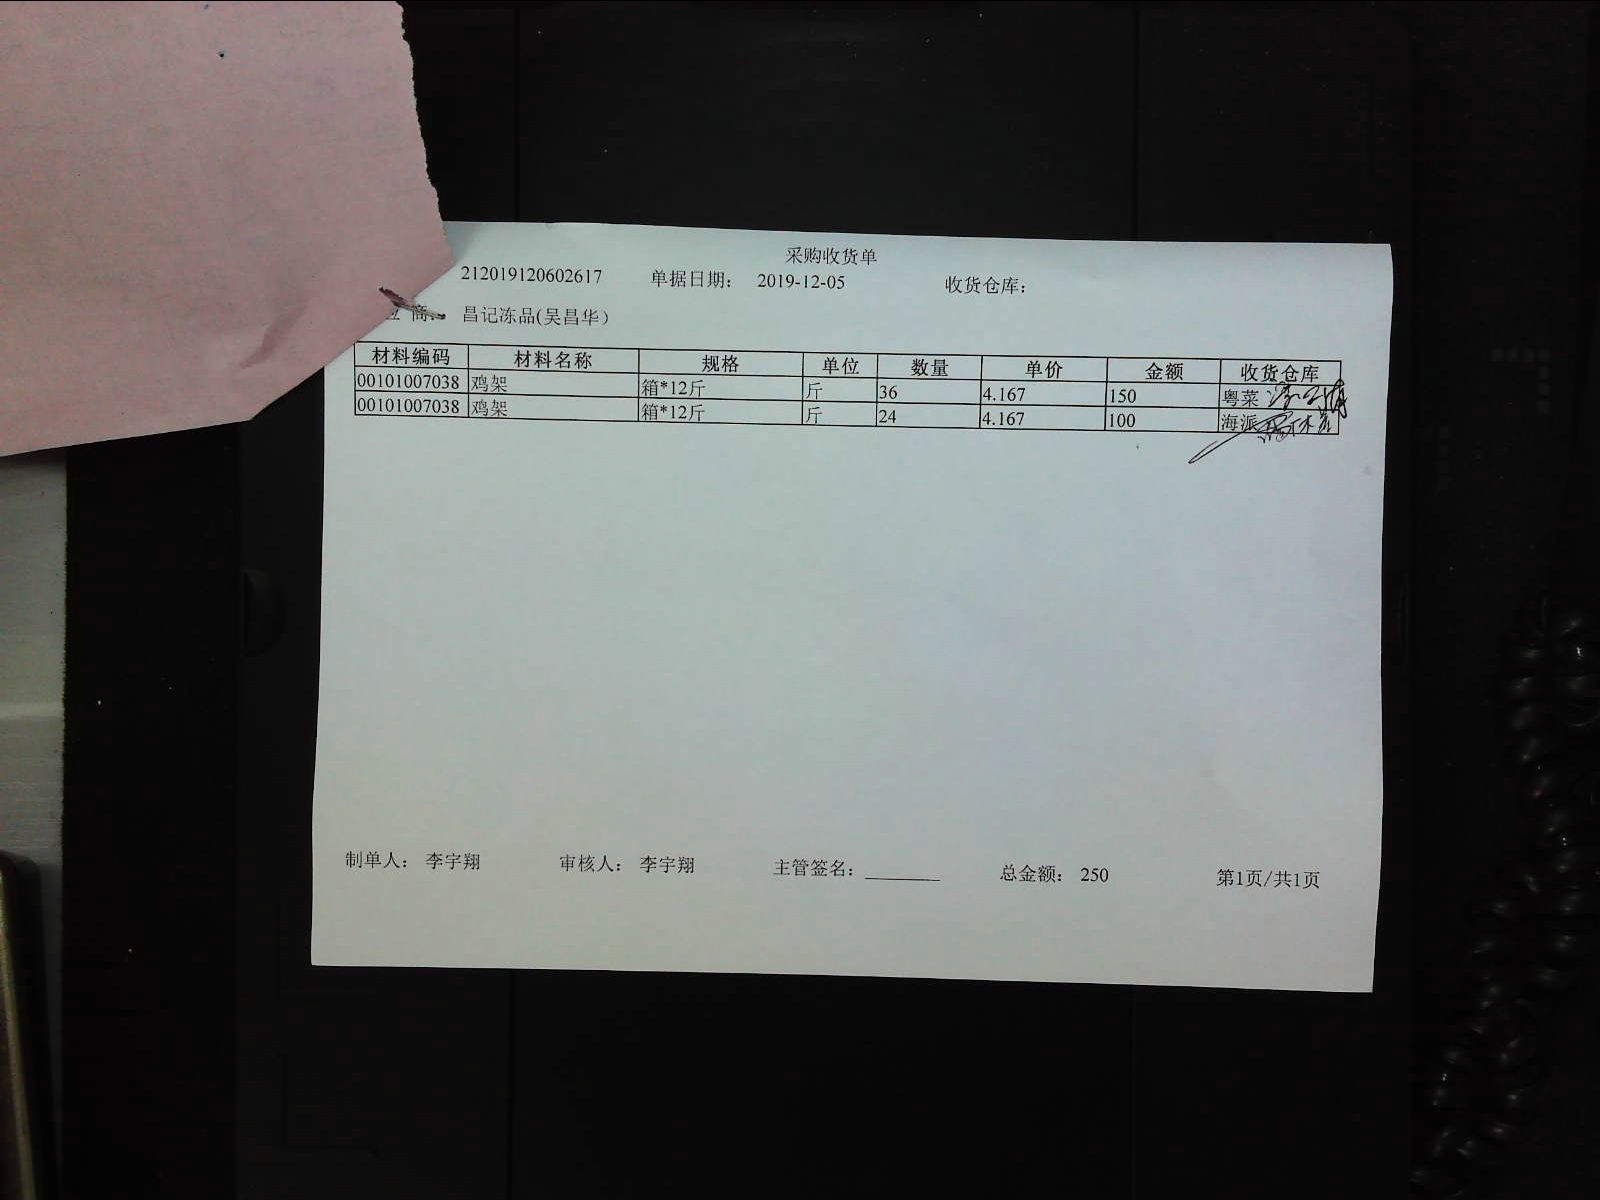 采购收货单
212019120602617 单据日期： 2019-12-05 收货仓库：
商： 昌记冻品(吴昌华)
材料编码 材料名称 规格 单位 数量 单价 金额 收货仓库
00101007038 鸡架 箱*12斤 斤 36 4.167 150 粤菜
00101007038 鸡架 箱*12斤 斤 24 4.167 100 海派
制单人： 李宇翔 审核人： 李宇翔 主管签名： 总金额： 250 第1页/共1页